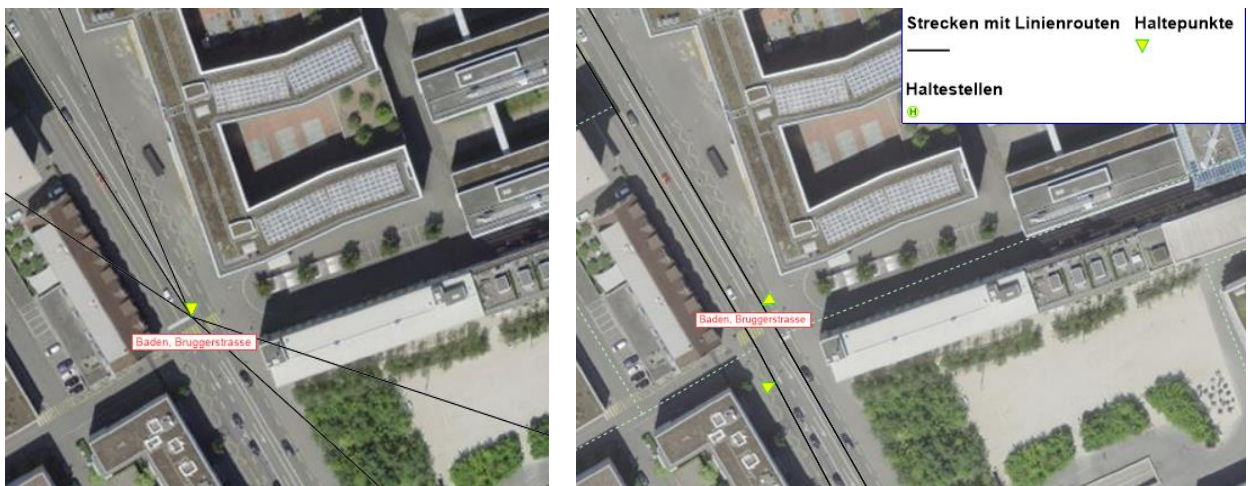 Strecken mit Linienrouten Haltepunkte
Haltestellen
H
Baden, Bruggerstrasse
Baden, Bruggerstrasse